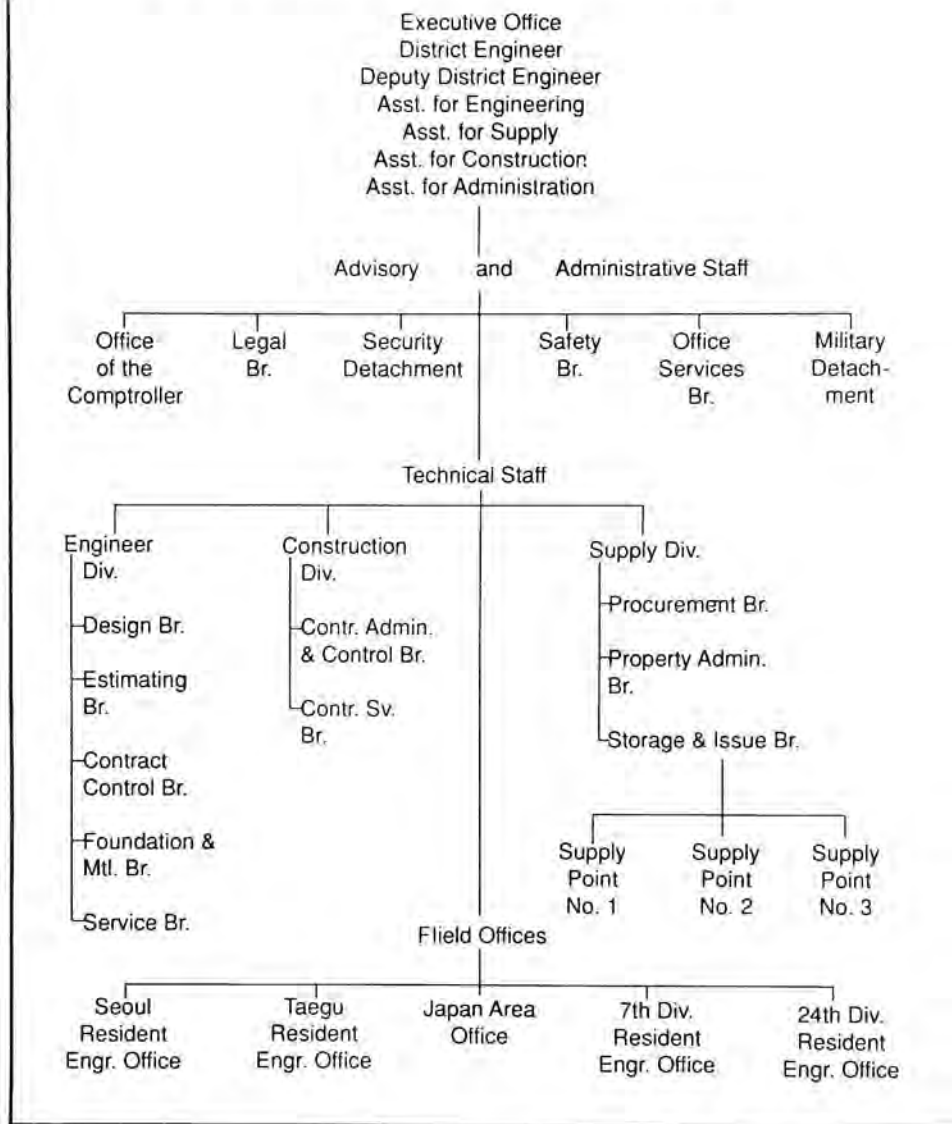 Executive Office
District Engineer
Deputy District Engineer
Asst. for Engineering
Asst. for Supply
Asst. for Construction
Asst. for Administration
Advisory and Administrative Staff
Office
of the
Comptroller
Legal
Br.
Security
Detachment
Safety
Br.
Office
Services
Br.
Military
Detach-
ment
Technical Staff
Engineer
Div.
Design Br.
Estimating
Br.
Contract
Control Br.
Foundation &
Mtl. Br.
Service Br.
Construction
Div.
Contr. Admin.
& Control Br.
Contr. Sv.
Br.
Supply Div.
Procurement Br.
Property Admin.
Br.
Storage & Issue Br.
Supply
Point
No. 1
Supply
Point
No. 2
Supply
Point
No. 3
Flield Offices
Seoul
Resident
Engr. Office
Taegu
Resident
Engr. Office
Japan Area
Office
7th Div.
Resident
Engr. Office
24th Div.
Resident
Engr. Office